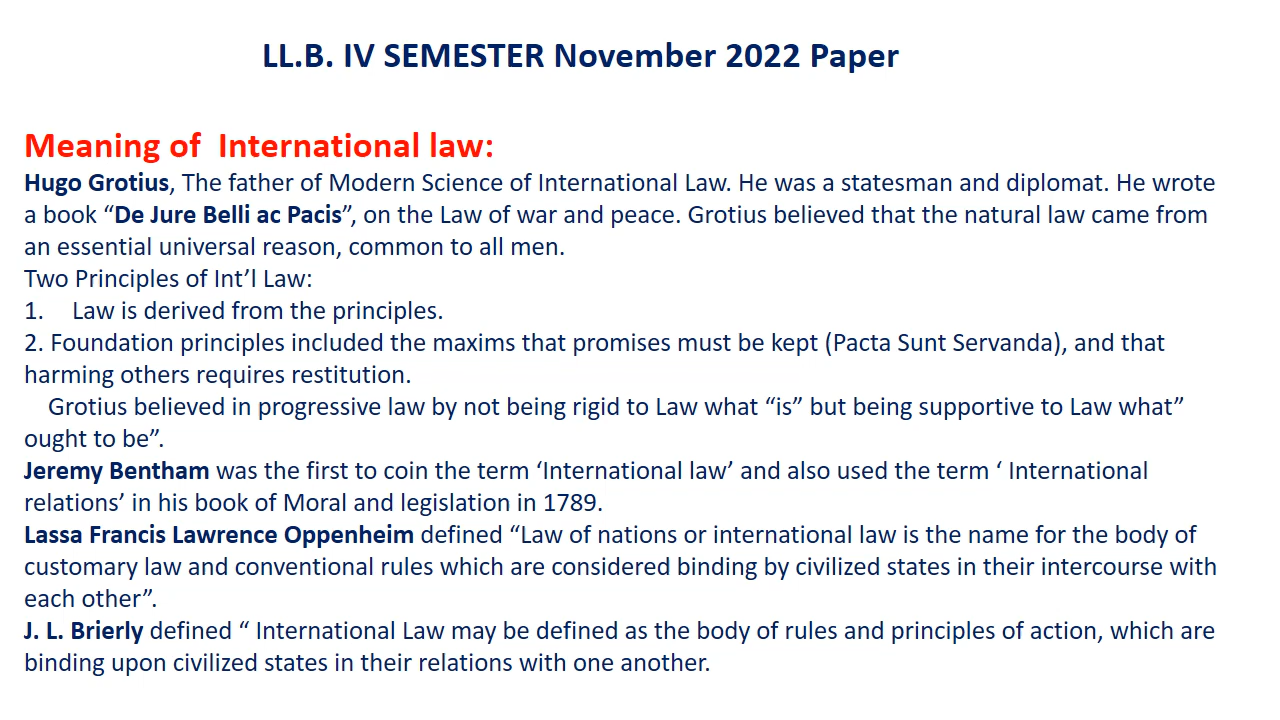 LL.B. IV SEMESTER November 2022 Paper
Meaning of  International law:
Hugo Grotius, The father of Modern Science of International Law. He was a statesman and diplomat. He wrote
a book “De Jure Belli ac Pacis”, on the Law of war and peace. Grotius believed that the natural law came from
an essential universal reason, common to all men.
Two Principles of Int’l Law:
1.    Law is derived from the principles.
2. Foundation principles included the maxims that promises must be kept (Pacta Sunt Servanda), and that
harming others requires restitution.
Grotius believed in progressive law by not being rigid to Law what “is” but being supportive to Law what”
ought to be”.
Jeremy Bentham was the first to coin the term ‘International law’ and also used the term ‘ International
relations’ in his book of Moral and legislation in 1789.
Lassa Francis Lawrence Oppenheim defined “Law of nations or international law is the name for the body of
customary law and conventional rules which are considered binding by civilized states in their intercourse with
each other”.
J. L. Brierly defined “ International Law may be defined as the body of rules and principles of action, which are
binding upon civilized states in their relations with one another.